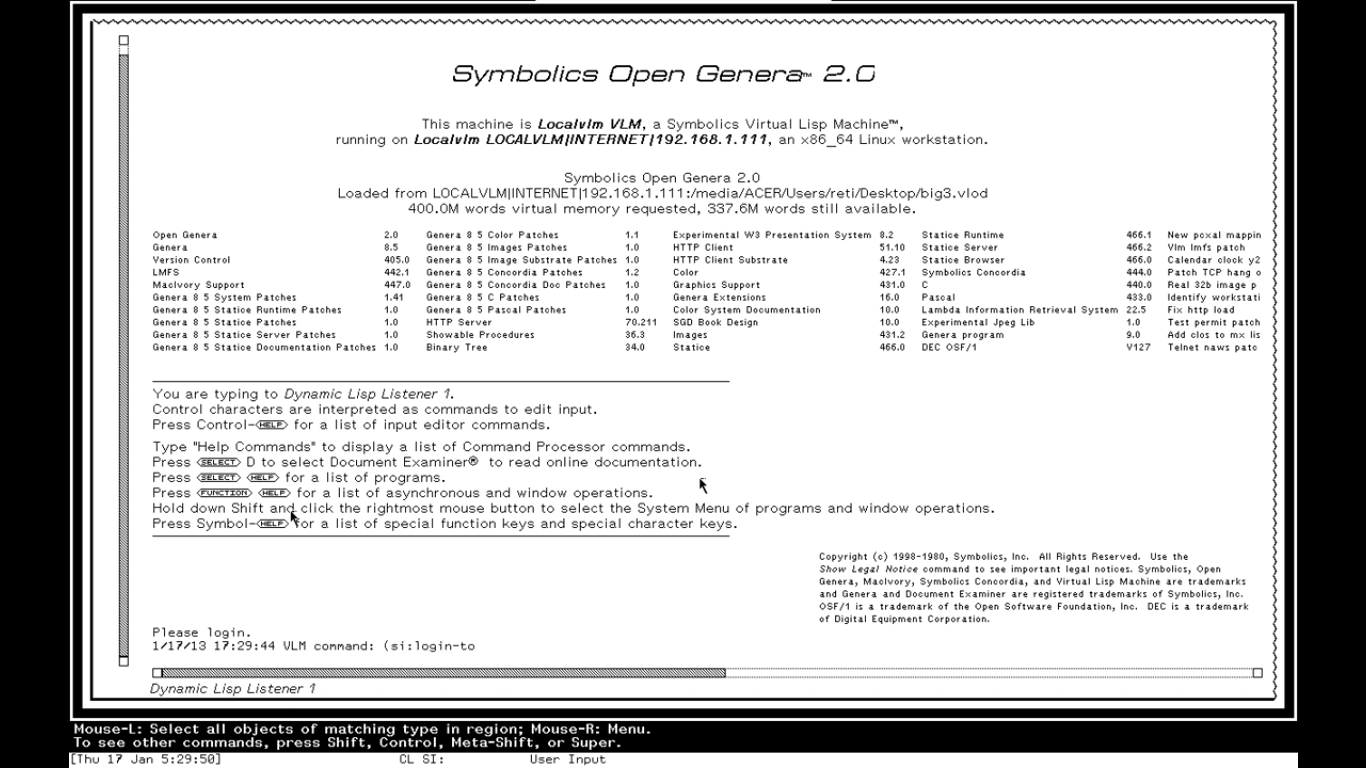 Symbolics Open Genera™ 2.0
This machine is Localvlm VLM, a Symbolics Virtual Lisp Machine™,
running on Localvlm LOCALVLM|INTERNET|192.168.1.111, an x86_64 Linux workstation.
Symbolics Open Genera 2.0
Loaded from LOCALVLM|INTERNET|192.168.1.111:/media/ACER/Users/reti/Desktop/big3.vlod
400.0M words virtual memory requested, 337.6M words still available.
Open Genera 2.0 Genera 8 5 Color Patches 1.1 Experimental W3 Presentation System 8.2 Statice Runtime 466.1 New pcxal mappin
Genera 8.5 Genera 8 5 Images Patches 1.0 HTTP Client 51.10 Statice Server 466.2 Vlm lmfs patch
Version Control 405.0 Genera 8 5 Image Substrate Patches 1.0 HTTP Client Substrate 4.23 Statice Browser 466.0 Calendar clock y2
LMFS 442.1 Genera 8 5 Concordia Patches 1.2 Color 427.1 Symbolics Concordia 444.0 Patch TCP hang o
MacIvory Support 447.0 Genera 8 5 Concordia Doc Patches 1.0 Graphics Support 431.0 C 440.0 Real 32b image p
Genera 8 5 System Patches 1.41 Genera 8 5 C Patches 1.0 Genera Extensions 16.0 Pascal 433.0 Identify workstati
Genera 8 5 Statice Runtime Patches 1.0 Genera 8 5 Pascal Patches 1.0 Color System Documentation 10.0 Lambda Information Retrieval System 22.5 Fix http load
Genera 8 5 Statice Patches 1.0 HTTP Server 70.211 SGD Book Design 10.0 Experimental Jpeg Lib 1.0 Test permit patch
Genera 8 5 Statice Server Patches 1.0 Showable Procedures 36.3 Images 431.2 Genera program 9.0 Add clos to mx lis
Genera 8 5 Statice Documentation Patches 1.0 Binary Tree 34.0 Statice 466.0 DEC OSF/1 V127 Telnet naws patc
You are typing to Dynamic Lisp Listener 1.
Control characters are interpreted as commands to edit input.
Press Control-HELP for a list of input editor commands.
Type "Help Commands" to display a list of Command Processor commands.
Press SELECT D to select Document Examiner® to read online documentation.
Press SELECT HELP for a list of programs.
Press FUNCTION HELP for a list of asynchronous and window operations.
Hold down Shift and click the rightmost mouse button to select the System Menu of programs and window operations.
Press Symbol-HELP for a list of special function keys and special character keys.
Copyright (c) 1998-1980, Symbolics, Inc. All Rights Reserved. Use the
Show Legal Notice command to see important legal notices. Symbolics, Open
Genera, MacIvory, Symbolics Concordia, and Virtual Lisp Machine are trademarks
and Genera and Document Examiner are registered trademarks of Symbolics, Inc.
OSF/1 is a trademark of the Open Software Foundation, Inc. DEC is a trademark
of Digital Equipment Corporation.
Please login.
1/17/13 17:29:44 VLM command: (si:login-to
Dynamic Lisp Listener 1
Mouse-L: Select all objects of matching type in region; Mouse-R: Menu.
To see other commands, press Shift, Control, Meta-Shift, or Super.
[Thu 17 Jan 5:29:50] CL SI: User Input